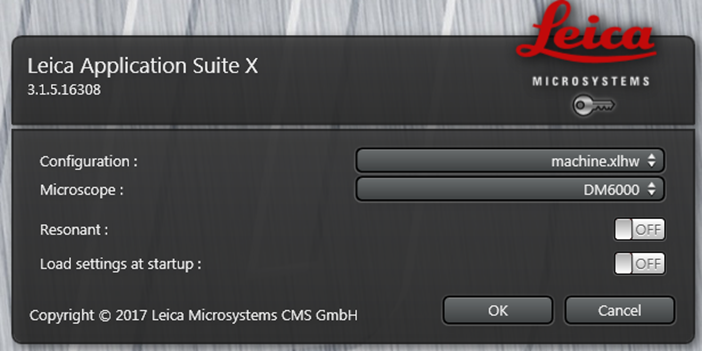 Leica
MICROSYSTEMS
Leica Application Suite X
3.1.5.16308
Configuration : machine.xlhw
Microscope : DM6000
Resonant : OFF
Load settings at startup : OFF
Copyright © 2017 Leica Microsystems CMS GmbH OK Cancel